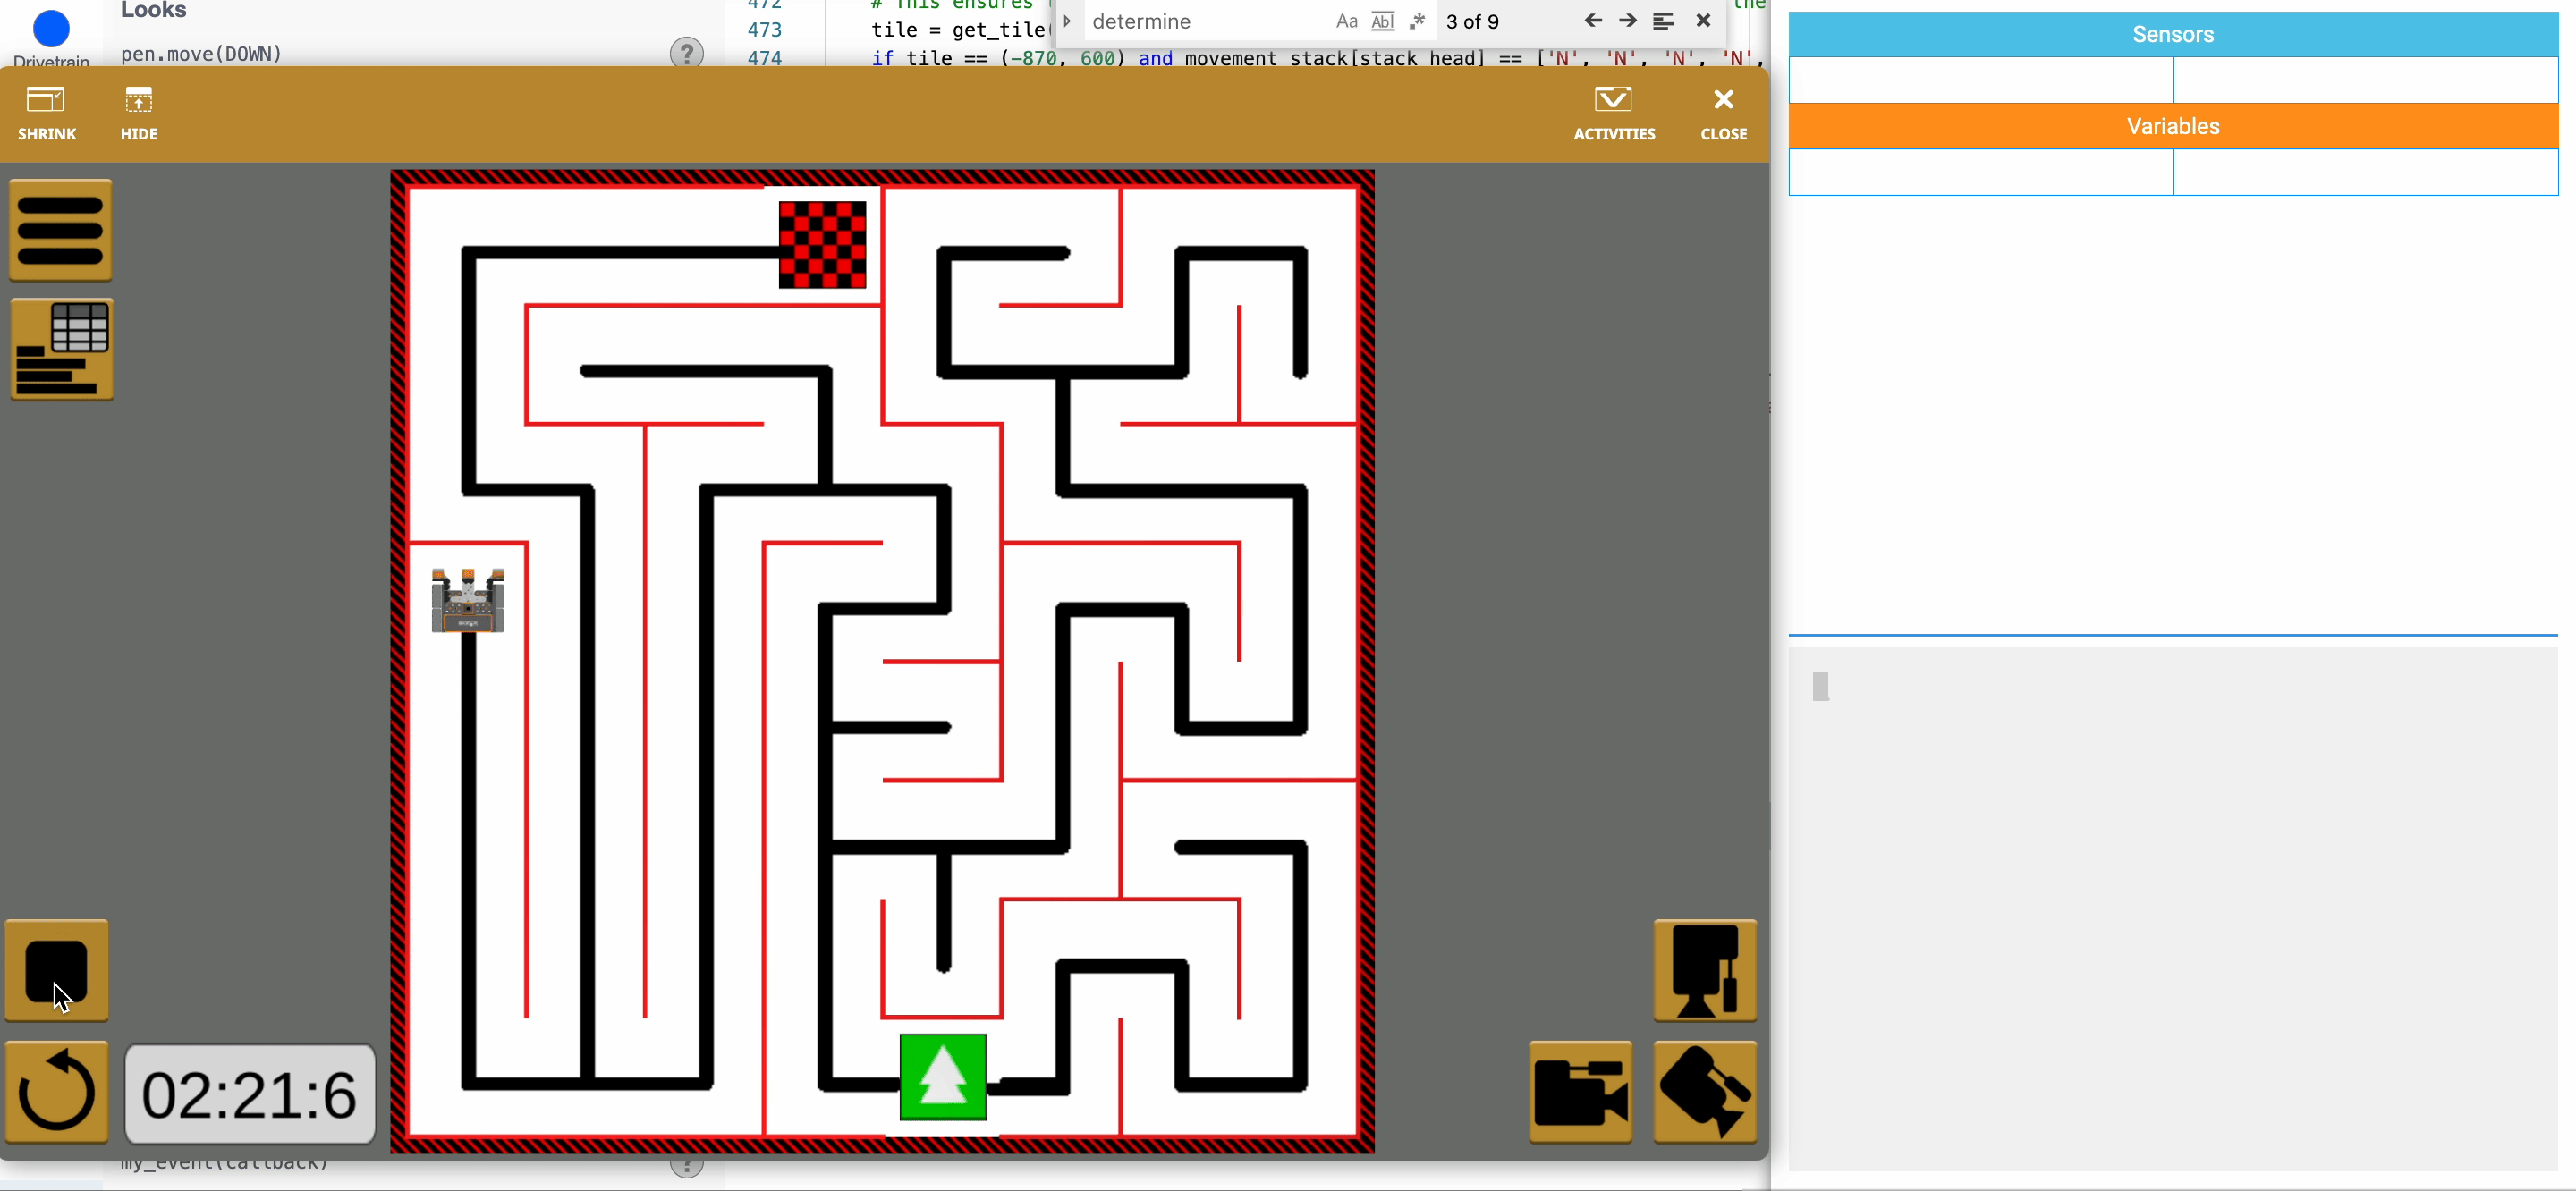 Looks
Drivetrain
pen.move(DOWN)
?
472 # This ensures the
473 tile = get_tile(
474 if tile == (-870, 600) and movement_stack[stack_head] == ['N', 'N', 'N', 'N',
determine
Aa Abl .* 3 of 9
Sensors
Variables
SHRINK
HIDE
ACTIVITIES
CLOSE
02:21:6
my_event(callback)
?